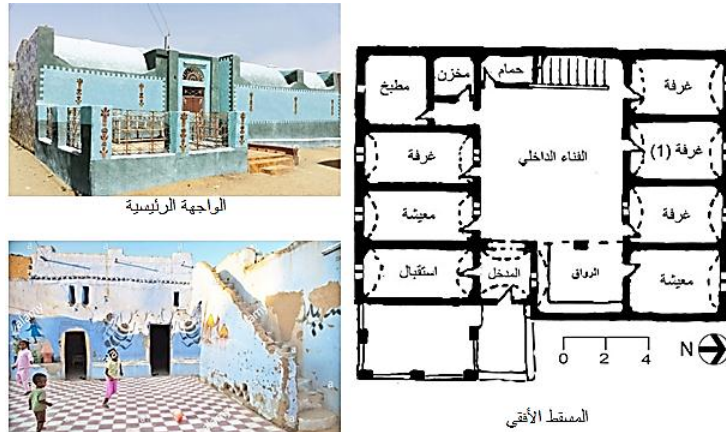 الواجهة الرئيسية
مطبخ
مخزن
حمام
غرفة
غرفة
الفناء الداخلي
غرفة (1)
معيشة
غرفة
استقبال
المدخل
الرواق
معيشة
0 2 4
N
المسقط الأفقي
alamy